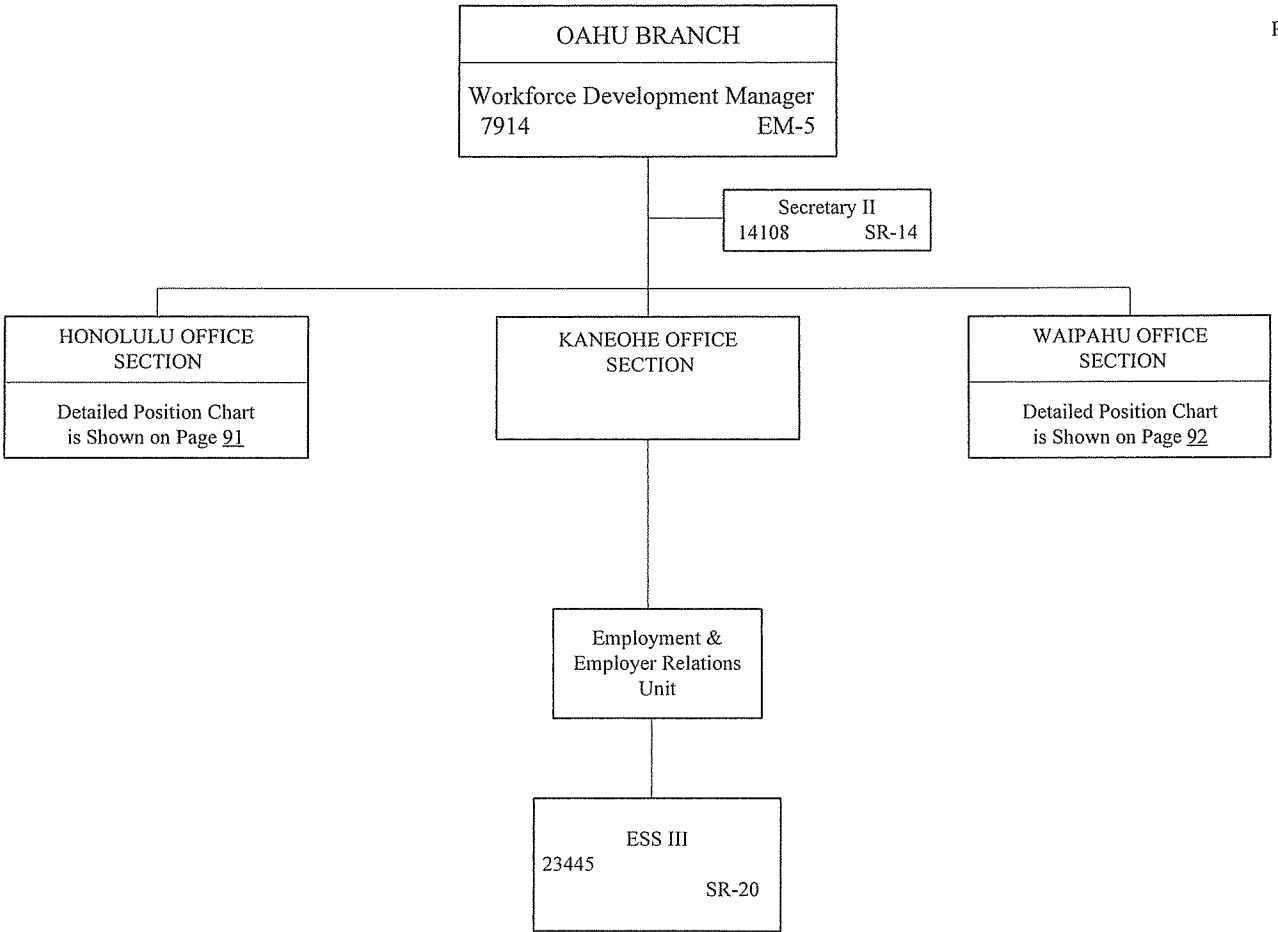 OAHU BRANCH
Workforce Development Manager
7914 EM-5
Secretary II
14108 SR-14
HONOLULU OFFICE
SECTION
Detailed Position Chart
is Shown on Page 91
KANEOHE OFFICE
SECTION
WAIPAHU OFFICE
SECTION
Detailed Position Chart
is Shown on Page 92
Employment &
Employer Relations
Unit
ESS III
23445
SR-20